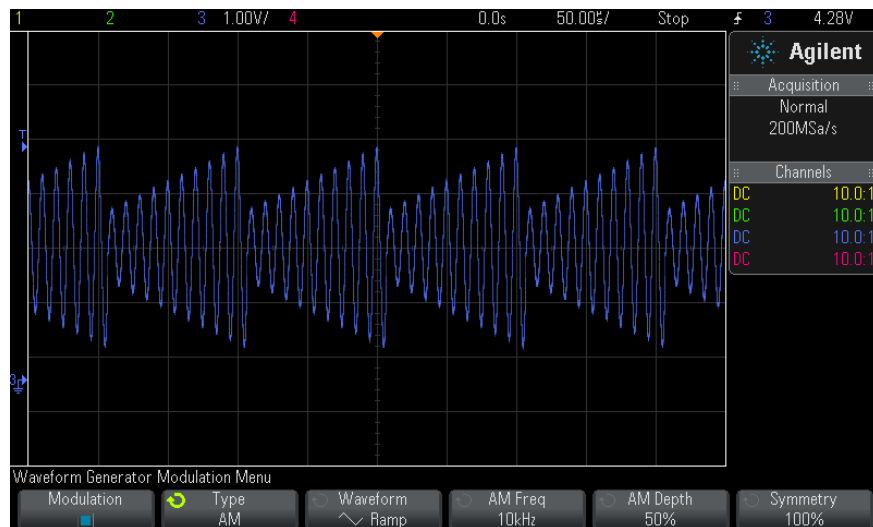 1 2 3 1.00V/ 4 0.0s 50.00㎲/ Stop 3 4.28V
Agilent
Acquisition
Normal
200MSa/s
Channels
DC 10.0:1
DC 10.0:1
DC 10.0:1
DC 10.0:1
T
3
Waveform Generator Modulation Menu
Modulation Type Waveform AM Freq AM Depth Symmetry
AM Ramp 10kHz 50% 100%